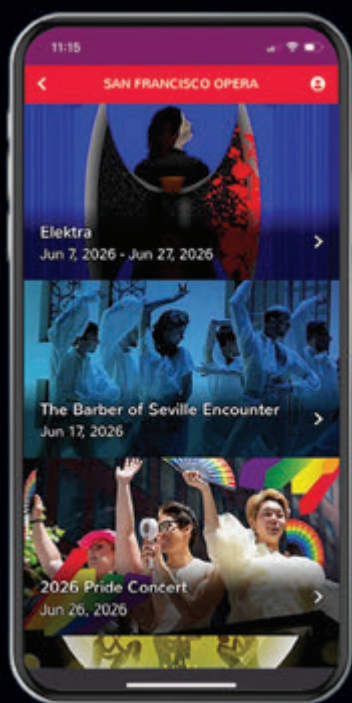 11:15
SAN FRANCISCO OPERA
Elektra
Jun 7, 2026 - Jun 27, 2026
The Barber of Seville Encounter
Jun 17, 2026
2026 Pride Concert
Jun 26, 2026